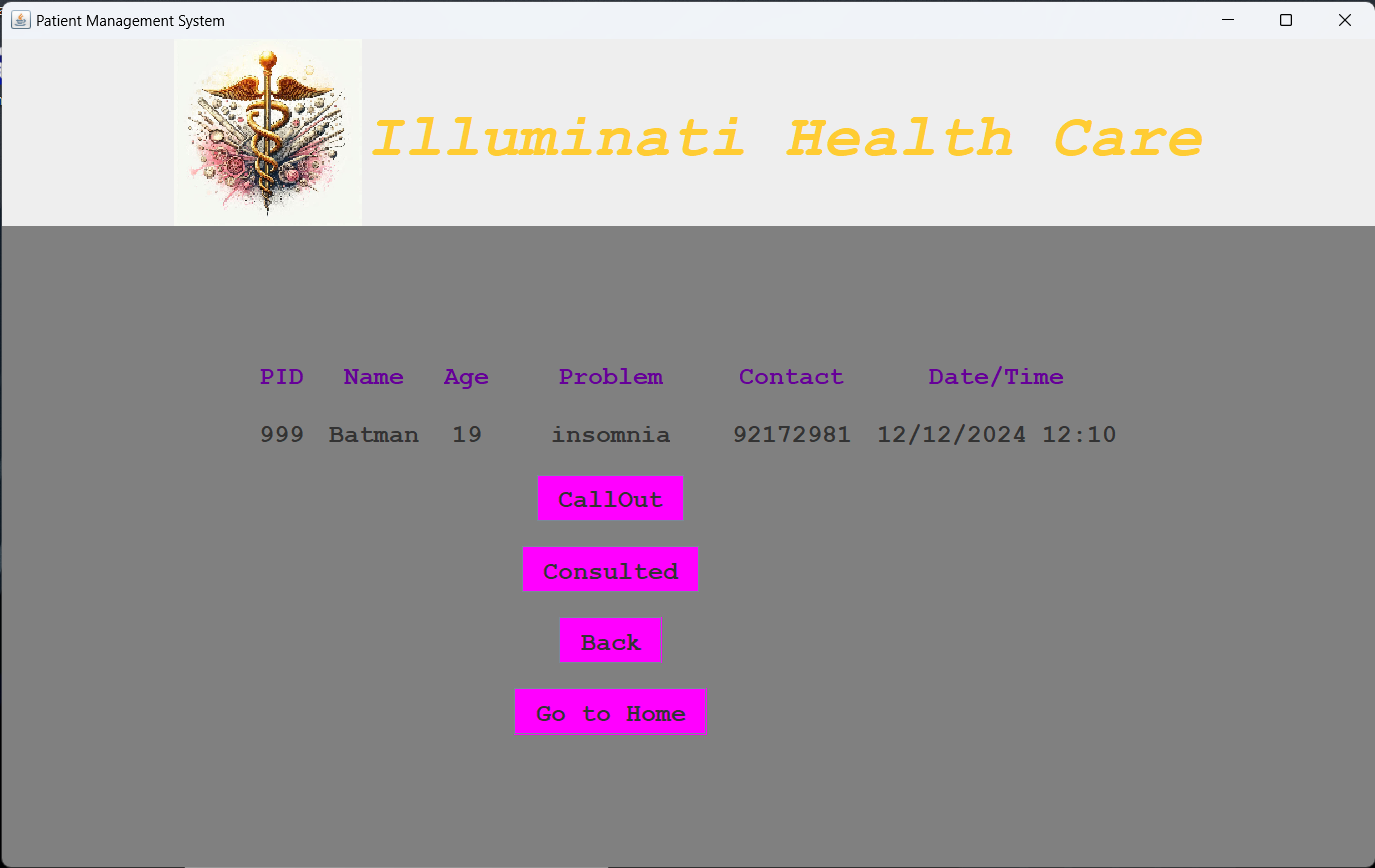 Patient Management System
Illuminati Health Care
PID Name Age Problem Contact Date/Time
999 Batman 19 insomnia 92172981 12/12/2024 12:10
CallOut
Consulted
Back
Go to Home